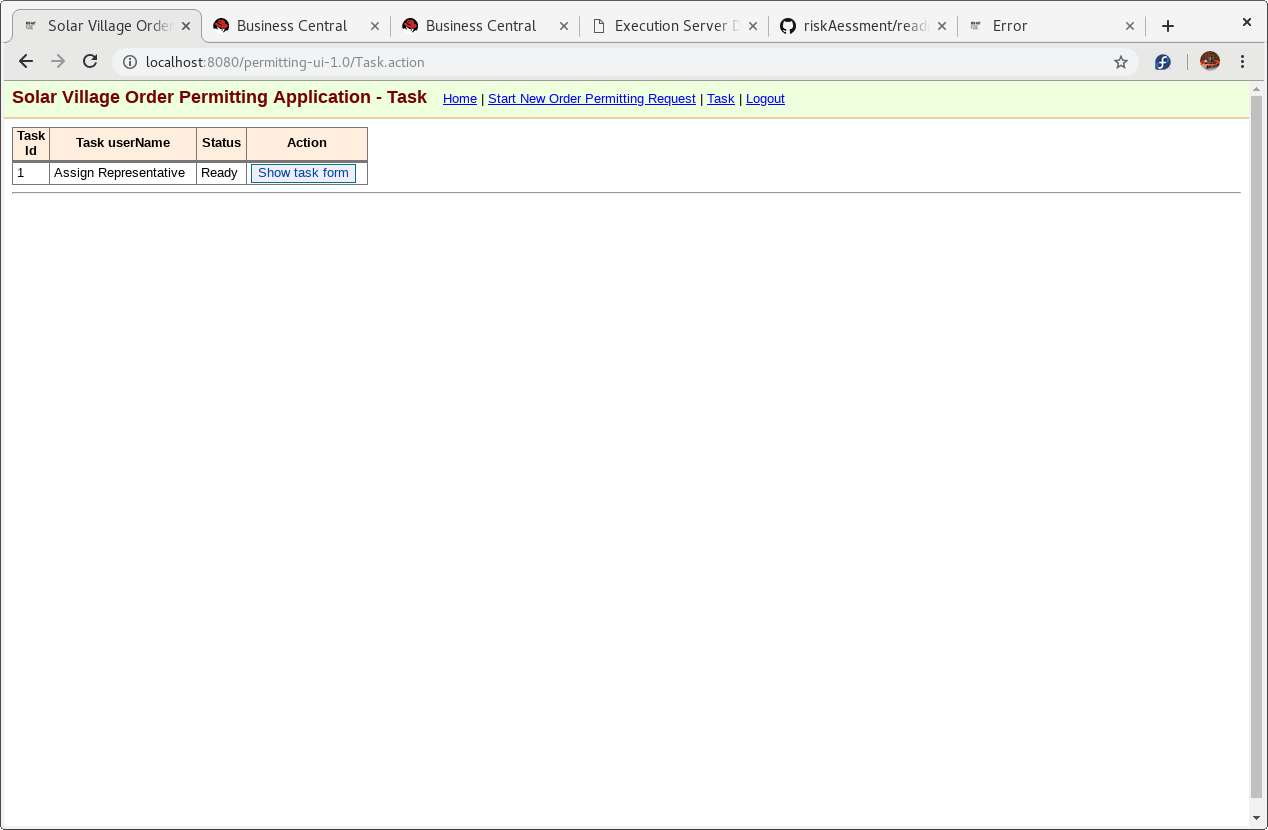 Solar Village Order
Business Central
Business Central
Execution Server D
riskAessment/read
Error
localhost:8080/permitting-ui-1.0/Task.action
Solar Village Order Permitting Application - Task Home | Start New Order Permitting Request | Task | Logout
Task Id Task userName Status Action
1 Assign Representative Ready Show task form